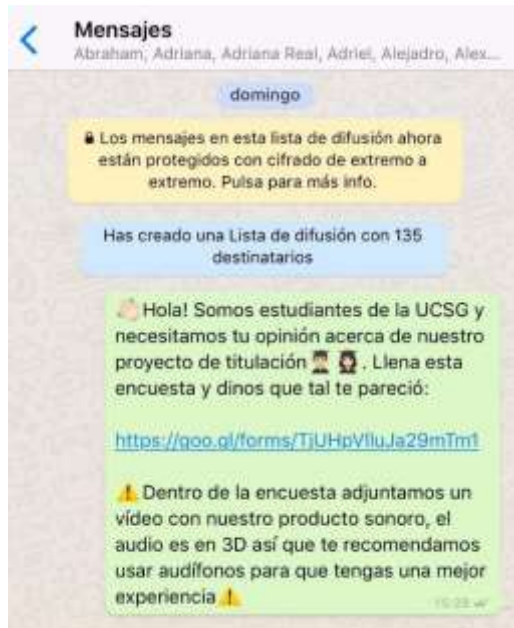 Mensajes
Abraham, Adriana, Adriana Real, Adriel, Alejadro, Alex...
domingo
Los mensajes en esta lista de difusión ahora
están protegidos con cifrado de extremo a
extremo. Pulsa para más info.
Has creado una Lista de difusión con 135
destinatarios
👋🏻Hola! Somos estudiantes de la UCSG y
necesitamos tu opinión acerca de nuestro
proyecto de titulación 👨🏻‍🎓 👩🏻‍🎓. Llena esta
encuesta y dinos que tal te pareció:
https://goo.gl/forms/TjUHpVlluJa29mTm1
⚠️ Dentro de la encuesta adjuntamos un
vídeo con nuestro producto sonoro, el
audio es en 3D así que te recomendamos
usar audífonos para que tengas una mejor
experiencia⚠️